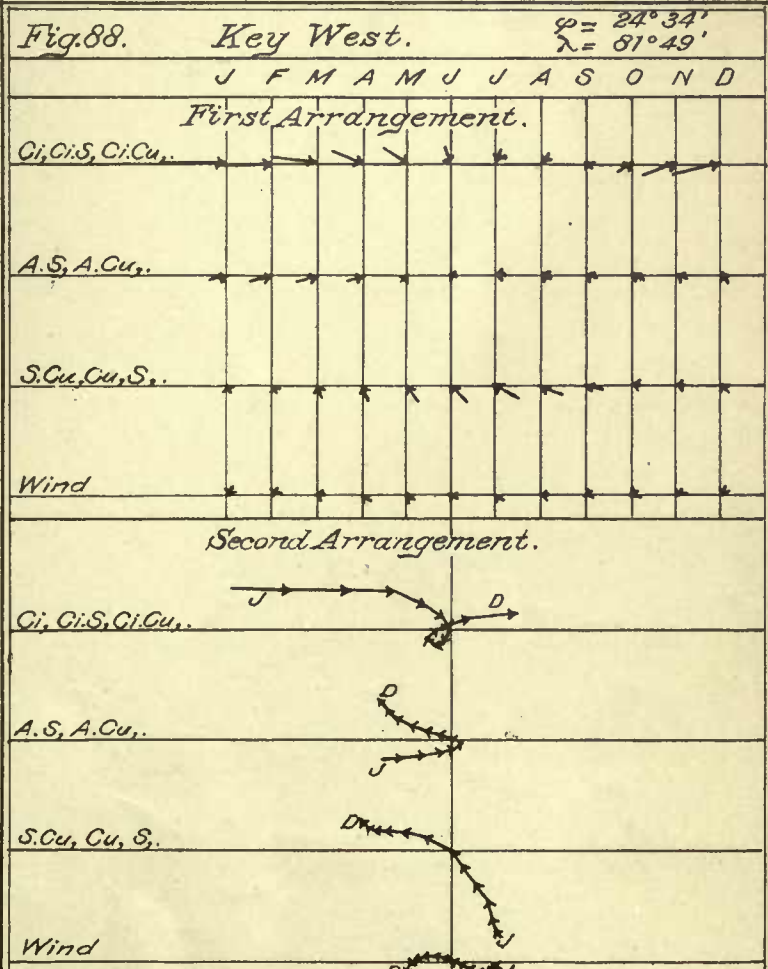 Fig.88. Key West. φ= 24°34'
λ= 81°49'
J F M A M J J A S O N D
First Arrangement.
Ci, Ci.S, Ci.Cu,.
A.S, A.Cu,.
S.Cu, Cu, S,.
Wind
Second Arrangement.
J D
Ci, Ci.S, Ci.Cu,.
D
A.S, A.Cu,.
J
D
S.Cu, Cu, S,.
J
Wind